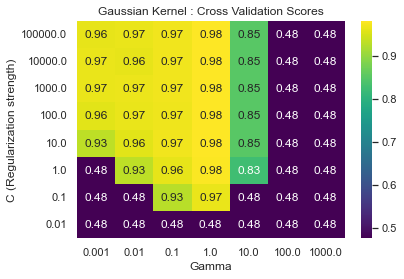 Gaussian Kernel : Cross Validation Scores
C (Regularization strength)
100000.0 0.96 0.97 0.97 0.98 0.85 0.48 0.48
10000.0 0.96 0.97 0.97 0.98 0.85 0.48 0.48
1000.0 0.97 0.97 0.97 0.98 0.85 0.48 0.48
100.0 0.96 0.97 0.97 0.98 0.85 0.48 0.48
10.0 0.93 0.96 0.97 0.98 0.85 0.48 0.48
1.0 0.48 0.93 0.96 0.98 0.83 0.48 0.48
0.1 0.48 0.48 0.93 0.97 0.48 0.48 0.48
0.01 0.48 0.48 0.48 0.48 0.48 0.48 0.48
0.001 0.01 0.1 1.0 10.0 100.0 1000.0
Gamma
0.9
0.8
0.7
0.6
0.5